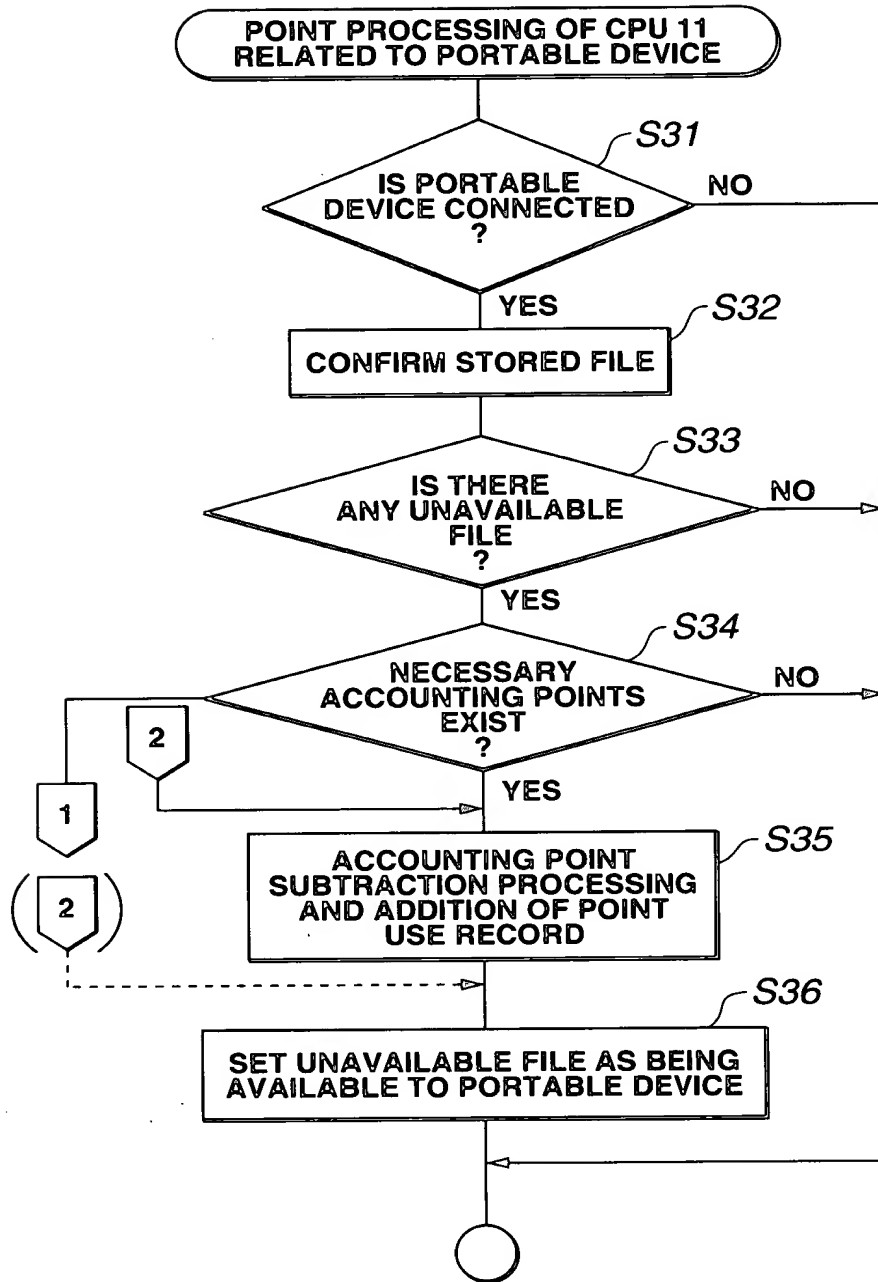 POINT PROCESSING OF CPU 11
RELATED TO PORTABLE DEVICE
S31
IS PORTABLE
DEVICE CONNECTED
?
NO
YES
S32
CONFIRM STORED FILE
S33
IS THERE
ANY UNAVAILABLE
FILE
?
NO
YES
S34
NECESSARY
ACCOUNTING POINTS
EXIST
?
NO
2
YES
1
S35
ACCOUNTING POINT
SUBTRACTION PROCESSING
AND ADDITION OF POINT
USE RECORD
( 2 )
S36
SET UNAVAILABLE FILE AS BEING
AVAILABLE TO PORTABLE DEVICE